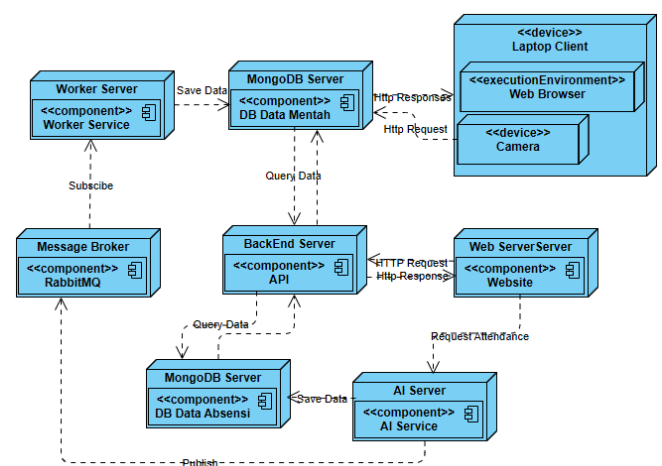 <<device>>
Laptop Client
Worker Server
Save Data
MongoDB Server
<<executionEnvironment>>
Web Browser
Http Responses
<<component>>
Worker Service
<<component>>
DB Data Mentah
Http Request
<<device>>
Camera
Subscibe
Query Data
Message Broker
BackEnd Server
Web ServerServer
<<component>>
RabbitMQ
<<component>>
API
HTTP Request
Http Response
<<component>>
Website
Query Data
Request Attendance
MongoDB Server
AI Server
<<component>>
DB Data Absensi
Save Data
<<component>>
AI Service
Publish